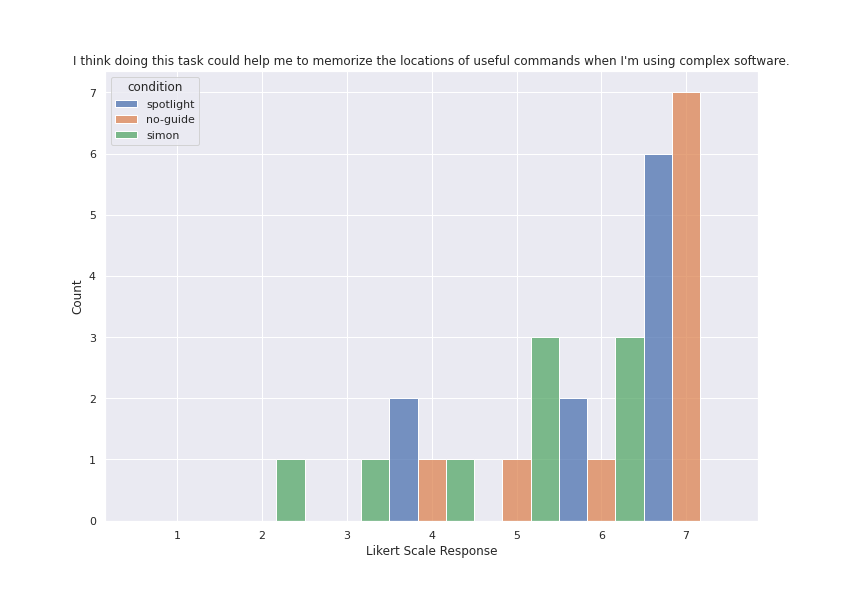 I think doing this task could help me to memorize the locations of useful commands when I'm using complex software.
condition
spotlight
no-guide
simon
7
6
5
4
3
2
1
0
Count
1 2 3 4 5 6 7
Likert Scale Response